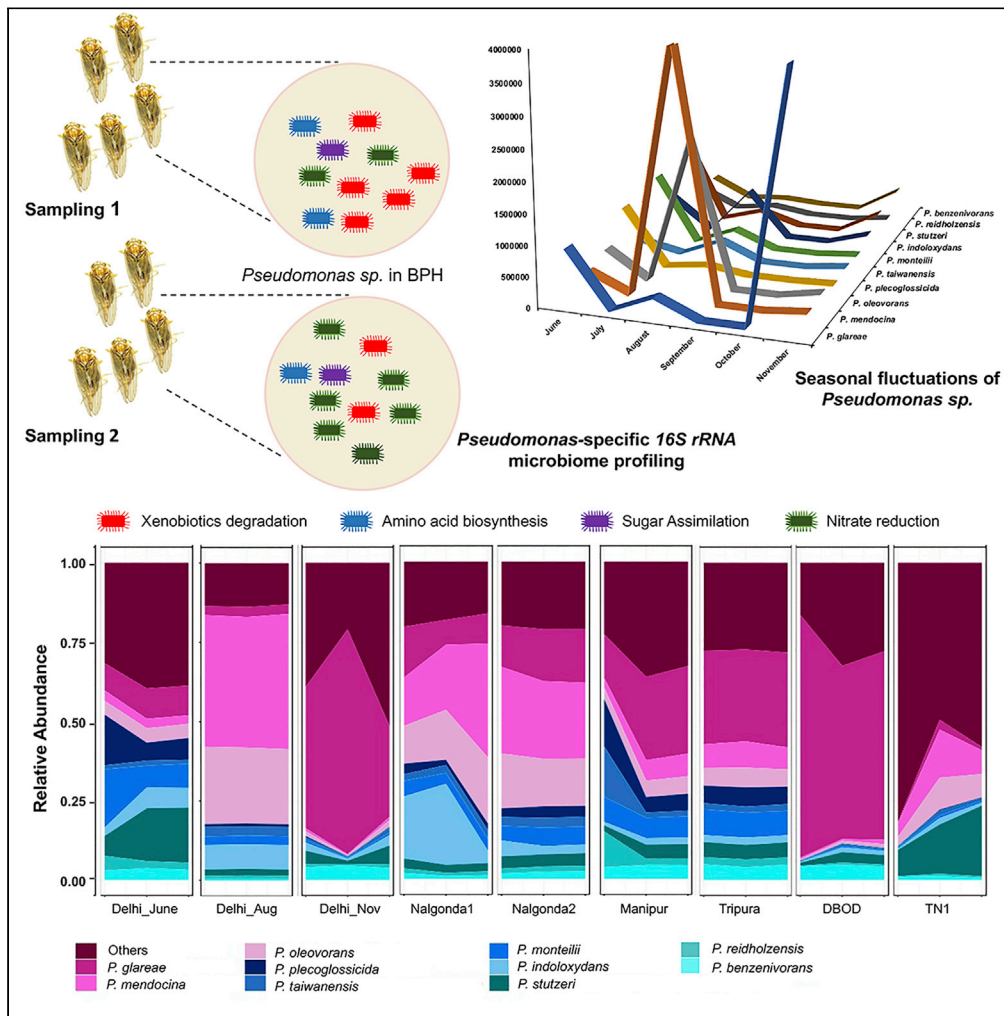 Sampling 1
Pseudomonas sp. in BPH
Sampling 2
Pseudomonas-specific 16S rRNA
microbiome profiling
4000000
3500000
3000000
2500000
2000000
1500000
1000000
500000
0
June
July
August
September
October
November
P. benzenivorans
P. reidholzensis
P. stutzeri
P. indoloxydans
P. monteilii
P. taiwanensis
P. plecoglossicida
P. oleovorans
P. mendocina
P. glareae
Seasonal fluctuations of
Pseudomonas sp.
Xenobiotics degradation
Amino acid biosynthesis
Sugar Assimilation
Nitrate reduction
Relative Abundance
1.00
0.75
0.50
0.25
0.00
Delhi_June
Delhi_Aug
Delhi_Nov
Nalgonda1
Nalgonda2
Manipur
Tripura
DBOD
TN1
Others
P. glareae
P. mendocina
P. oleovorans
P. plecoglossicida
P. taiwanensis
P. monteilii
P. indoloxydans
P. stutzeri
P. reidholzensis
P. benzenivorans